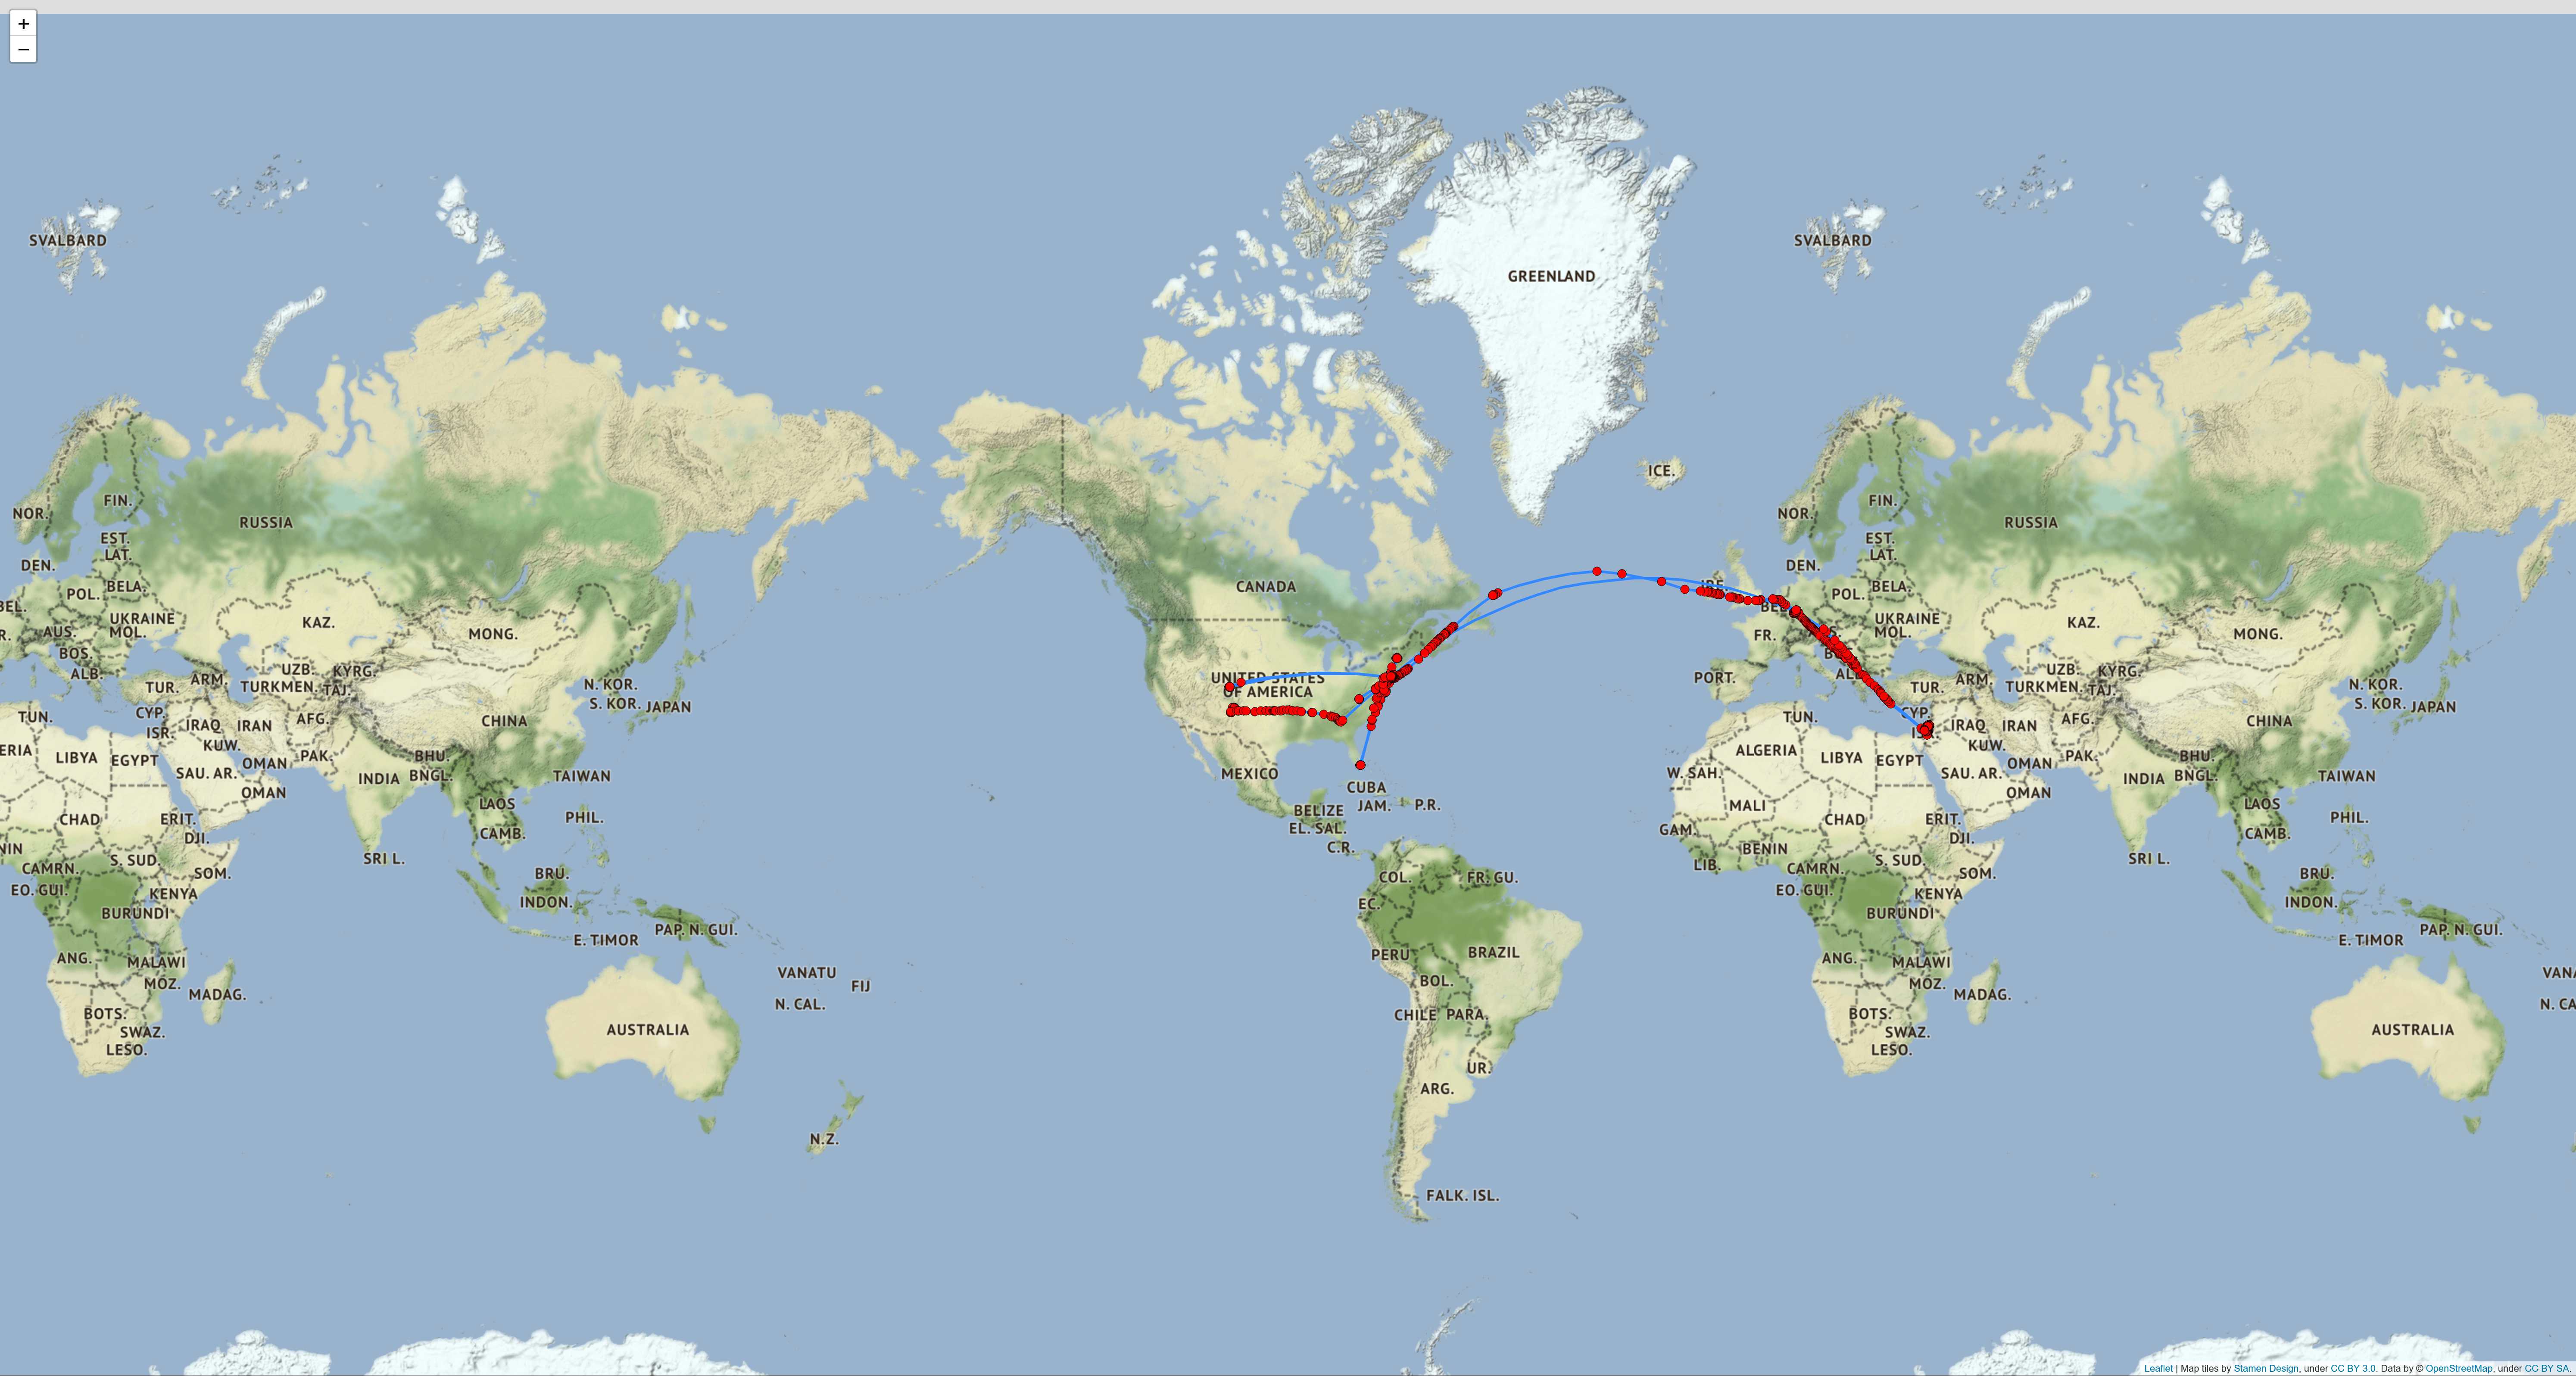 +
−
SVALBARD
SVALBARD
GREENLAND
ICE.
NOR.
FIN.
RUSSIA
EST.
LAT.
DEN.
BELA.
POL.
BEL.
UKRAINE
MOL.
AUS.
BOS.
ALB.
KAZ.
MONG.
UZB.
KYRG.
TURKMEN.
TAJ.
ARM.
TUR.
CYP.
TUN.
ISR.
IRAQ
IRAN
AFG.
KUW.
PAK.
CHINA
N. KOR.
S. KOR.
JAPAN
ERIA
LIBYA
EGYPT
SAU. AR.
OMAN
OMAN
INDIA
BHU.
BNGL.
TAIWAN
LAOS
CAMB.
PHIL.
CHAD
ERIT.
DJI.
NIN
CAMRN.
S. SUD.
SOM.
SRI L.
BRU.
INDON.
EO. GUI.
KENYA
BURUNDI
PAP. N. GUI.
E. TIMOR
ANG.
MALAWI
MOZ.
MADAG.
VANATU
FIJ
N. CAL.
BOTS.
SWAZ.
LESO.
AUSTRALIA
N.Z.
CANADA
UNITED STATES
OF AMERICA
MEXICO
CUBA
JAM.
P.R.
BELIZE
EL. SAL.
C.R.
COL.
FR. GU.
EC.
PERU
BRAZIL
BOL.
CHILE
PARA.
UR.
ARG.
FALK. ISL.
NOR.
FIN.
RUSSIA
EST.
LAT.
DEN.
BELA.
POL.
IRE.
UKRAINE
MOL.
FR.
PORT.
KAZ.
MONG.
UZB.
KYRG.
TURKMEN.
TAJ.
ARM.
TUR.
CYP.
TUN.
IRAQ
IRAN
AFG.
KUW.
PAK.
CHINA
N. KOR.
S. KOR.
JAPAN
ALGERIA
LIBYA
EGYPT
SAU. AR.
OMAN
OMAN
INDIA
BHU.
BNGL.
TAIWAN
W. SAH.
MALI
CHAD
ERIT.
DJI.
LAOS
CAMB.
PHIL.
GAM.
BENIN
LIB.
CAMRN.
S. SUD.
SOM.
SRI L.
BRU.
INDON.
EO. GUI.
KENYA
BURUNDI
PAP. N. GUI.
E. TIMOR
ANG.
MALAWI
MOZ.
MADAG.
VAN
N. CA
BOTS.
SWAZ.
LESO.
AUSTRALIA
Leaflet | Map tiles by Stamen Design, under CC BY 3.0. Data by © OpenStreetMap, under CC BY SA.